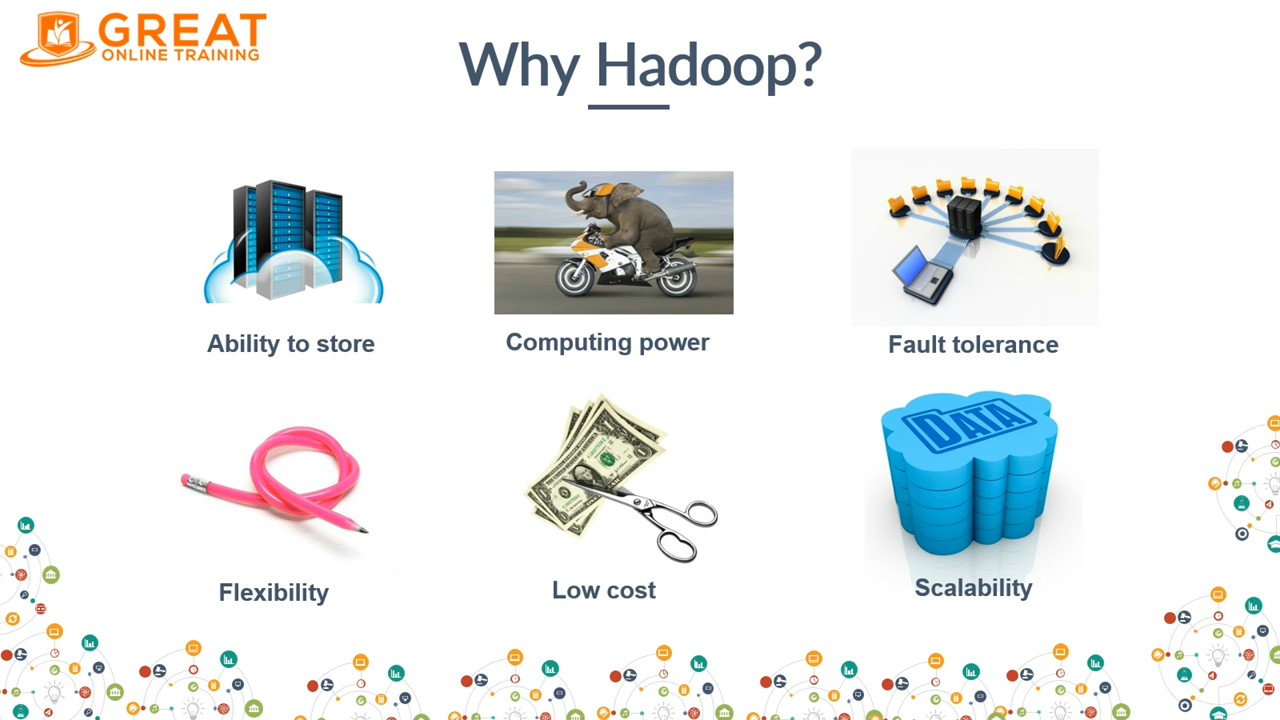 GREAT
ONLINE TRAINING
Why Hadoop?
Ability to store
Computing power
Fault tolerance
DATA
Flexibility
Low cost
Scalability